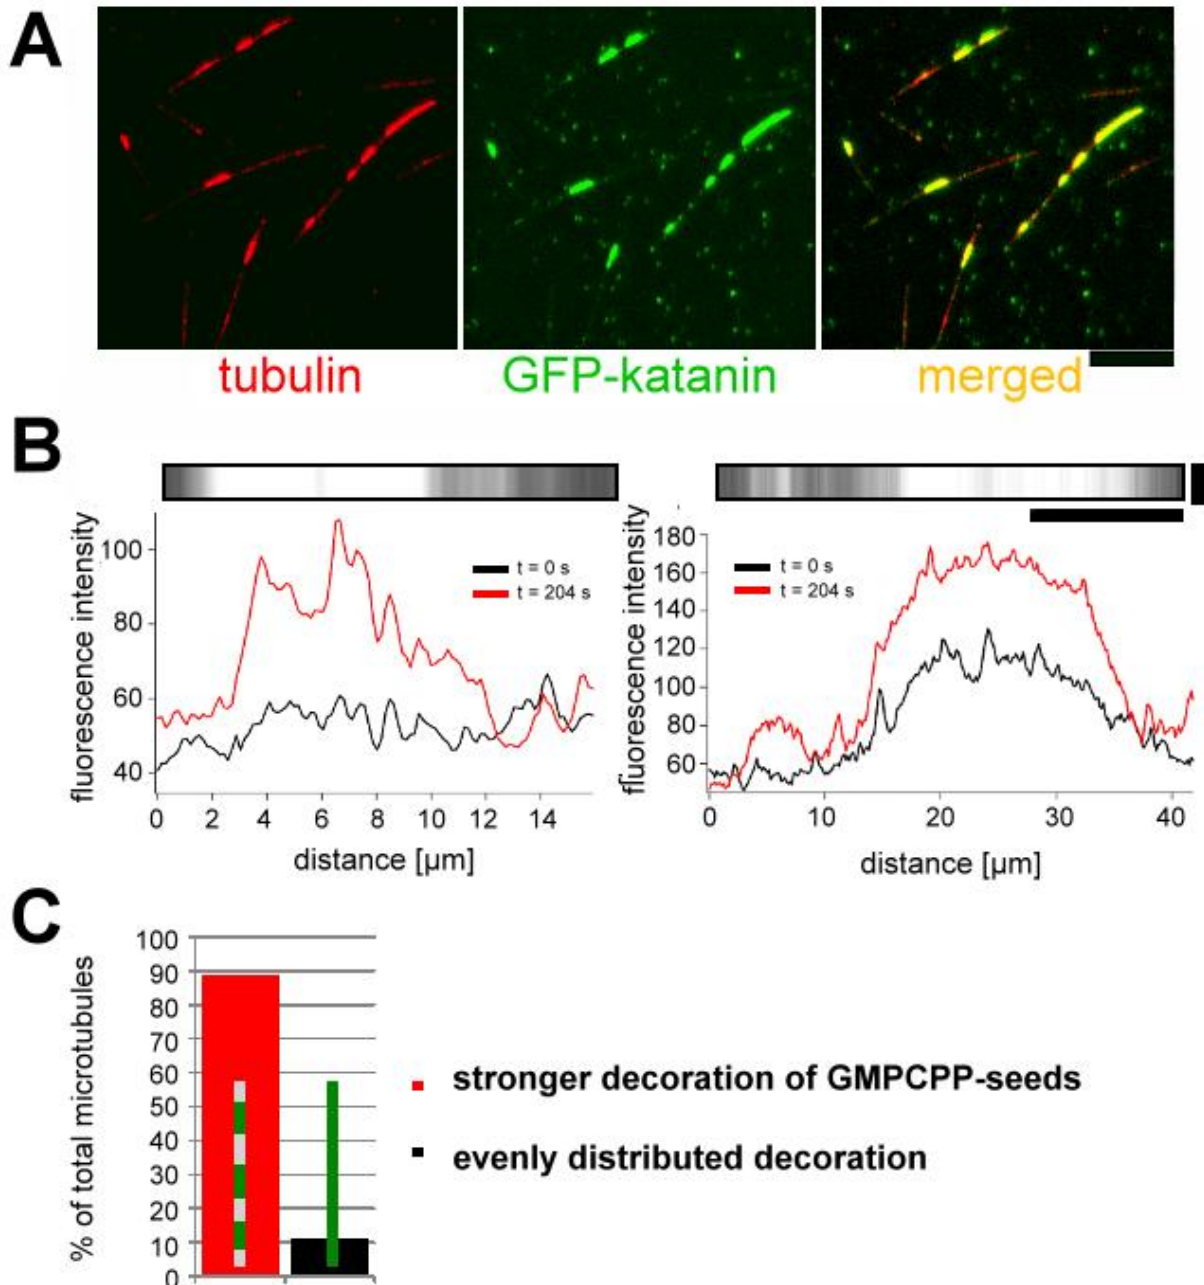 A
tubulin
GFP-katanin
merged
B
fluorescence intensity
100
80
60
40
t = 0 s
t = 204 s
0 2 4 6 8 10 12 14
distance [µm]
fluorescence intensity
180
160
140
120
100
80
60
t = 0 s
t = 204 s
0 10 20 30 40
distance [µm]
C
% of total microtubules
100
90
80
70
60
50
40
30
20
10
0
stronger decoration of GMPCPP-seeds
evenly distributed decoration